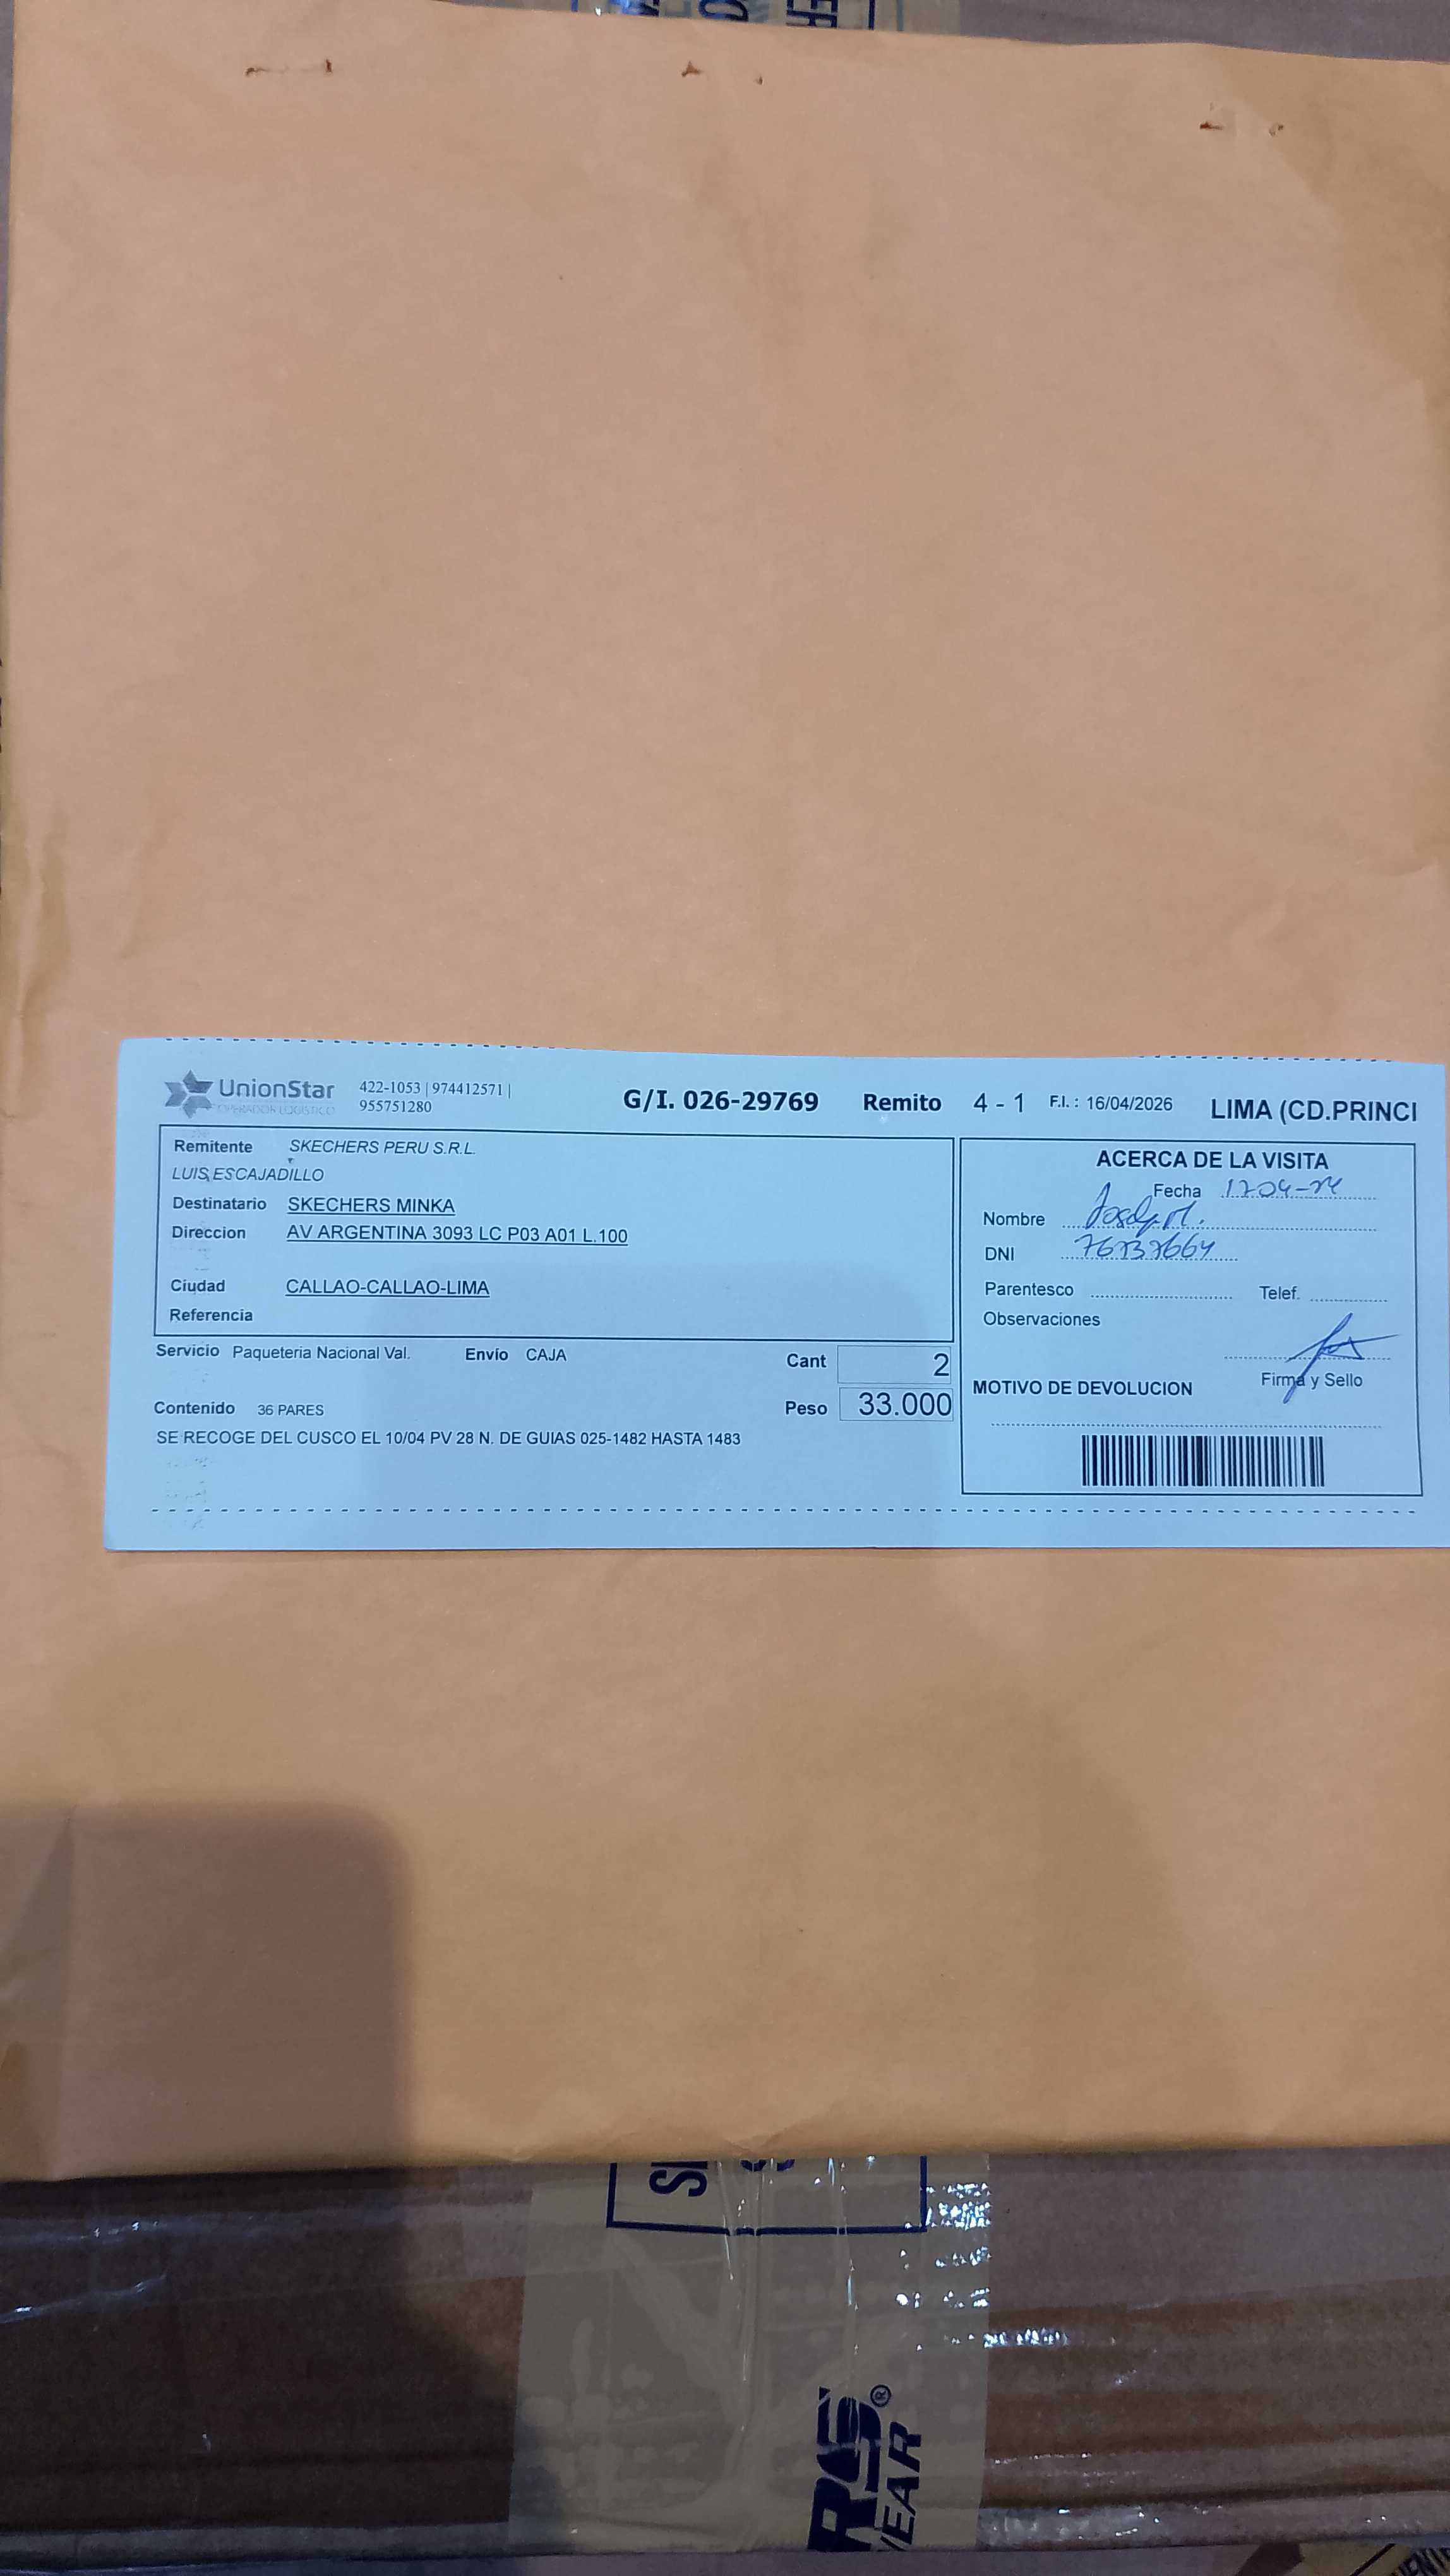 UnionStar
OPERADOR LOGISTICO
422-1053 | 974412571 |
955751280
G/I. 026-29769 Remito 4 - 1 F.I. : 16/04/2026 LIMA (CD.PRINCI
Remitente SKECHERS PERU S.R.L.
LUIS ESCAJADILLO
Destinatario SKECHERS MINKA
Direccion AV ARGENTINA 3093 LC P03 A01 L.100
Ciudad CALLAO-CALLAO-LIMA
Referencia
Servicio Paqueteria Nacional Val. Envío CAJA
Cant 2
Contenido 36 PARES
Peso 33.000
SE RECOGE DEL CUSCO EL 10/04 PV 28 N. DE GUIAS 025-1482 HASTA 1483
ACERCA DE LA VISITA
Fecha
Nombre
DNI
Parentesco Telef.
Observaciones
Firma y Sello
MOTIVO DE DEVOLUCION